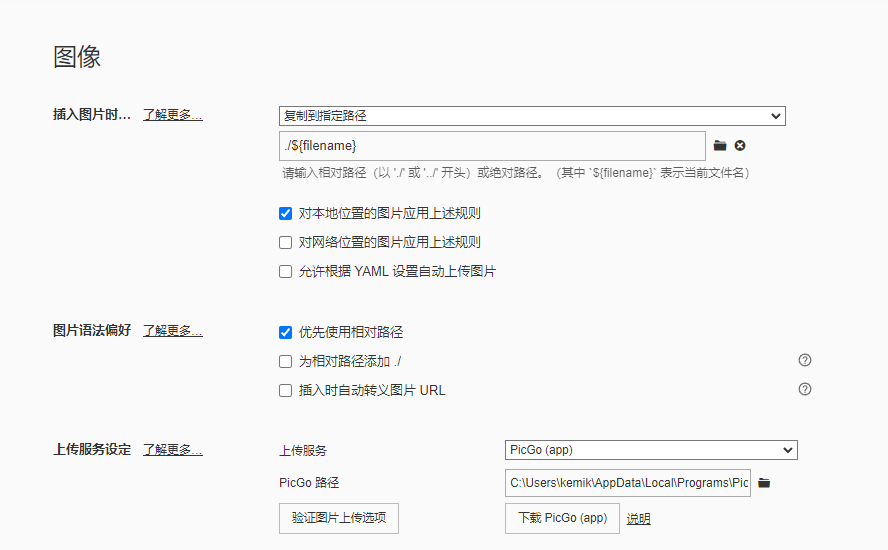 图像
插入图片时... 了解更多... 复制到指定路径
./${filename}
请输入相对路径（以 './' 或 '../' 开头）或绝对路径。（其中 `${filename}` 表示当前文件名）
对本地位置的图片应用上述规则
对网络位置的图片应用上述规则
允许根据 YAML 设置自动上传图片
图片语法偏好 了解更多... 优先使用相对路径
为相对路径添加 ./
插入时自动转义图片 URL
上传服务设定 了解更多... 上传服务 PicGo (app)
PicGo 路径 C:\Users\kemik\AppData\Local\Programs\Pic
验证图片上传选项 下载 PicGo (app) 说明